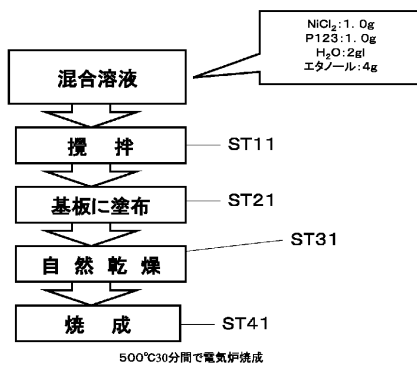 NiCl₂:1.0g
P123:1.0g
H₂O:2gl
エタノール:4g
混合溶液
攪 拌
ST11
基板に塗布
ST21
自 然 乾 燥
ST31
焼 成
ST41
500℃30分間で電気炉焼成